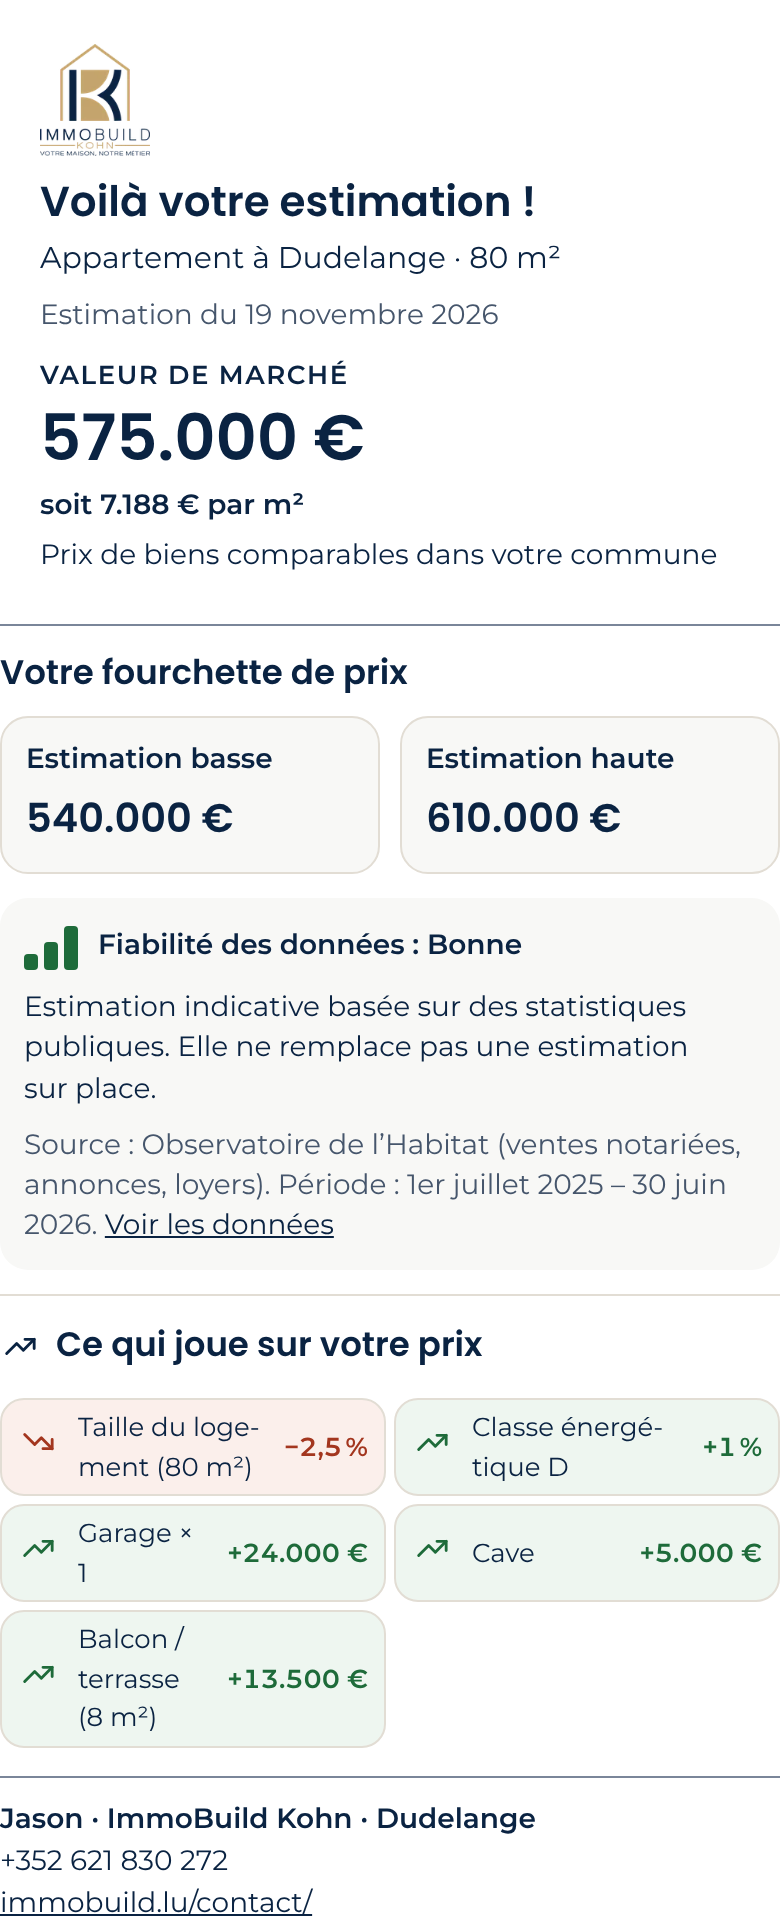 IMMOBUILD
KOHN
VOTRE MAISON, NOTRE MÉTIER
Voilà votre estimation !
Appartement à Dudelange · 80 m²
Estimation du 19 novembre 2026
VALEUR DE MARCHÉ
575.000 €
soit 7.188 € par m²
Prix de biens comparables dans votre commune
Votre fourchette de prix
Estimation basse
540.000 €
Estimation haute
610.000 €
Fiabilité des données : Bonne
Estimation indicative basée sur des statistiques
publiques. Elle ne remplace pas une estimation
sur place.
Source : Observatoire de l’Habitat (ventes notariées,
annonces, loyers). Période : 1er juillet 2025 – 30 juin
2026. Voir les données
Ce qui joue sur votre prix
Taille du loge-
ment (80 m²)
−2,5 %
Classe énergé-
tique D
+1 %
Garage ×
1
+24.000 €
Cave
+5.000 €
Balcon /
terrasse
(8 m²)
+13.500 €
Jason · ImmoBuild Kohn · Dudelange
+352 621 830 272
immobuild.lu/contact/